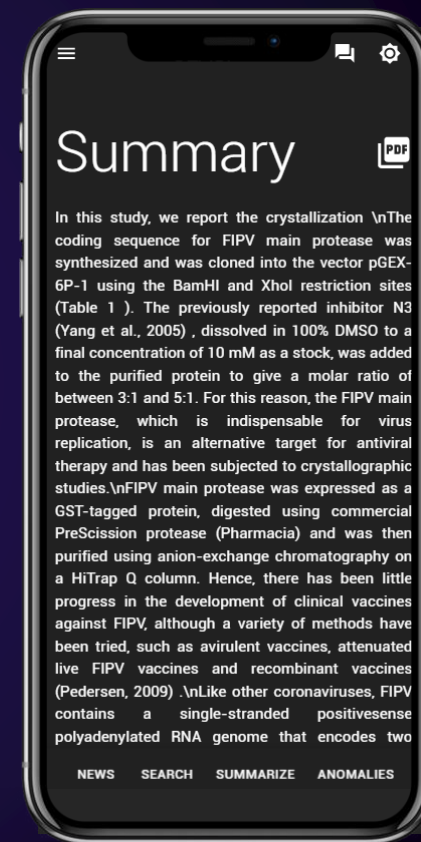 Summary
PDF
In this study, we report the crystallization \nThe
coding sequence for FIPV main protease was
synthesized and was cloned into the vector pGEX-
6P-1 using the BamHI and XhoI restriction sites
(Table 1 ). The previously reported inhibitor N3
(Yang et al., 2005) , dissolved in 100% DMSO to a
final concentration of 10 mM as a stock, was added
to the purified protein to give a molar ratio of
between 3:1 and 5:1. For this reason, the FIPV main
protease, which is indispensable for virus
replication, is an alternative target for antiviral
therapy and has been subjected to crystallographic
studies.\nFIPV main protease was expressed as a
GST-tagged protein, digested using commercial
PreScission protease (Pharmacia) and was then
purified using anion-exchange chromatography on
a HiTrap Q column. Hence, there has been little
progress in the development of clinical vaccines
against FIPV, although a variety of methods have
been tried, such as avirulent vaccines, attenuated
live FIPV vaccines and recombinant vaccines
(Pedersen, 2009) .\nLike other coronaviruses, FIPV
contains a single-stranded positivesense
polyadenylated RNA genome that encodes two
NEWS SEARCH SUMMARIZE ANOMALIES